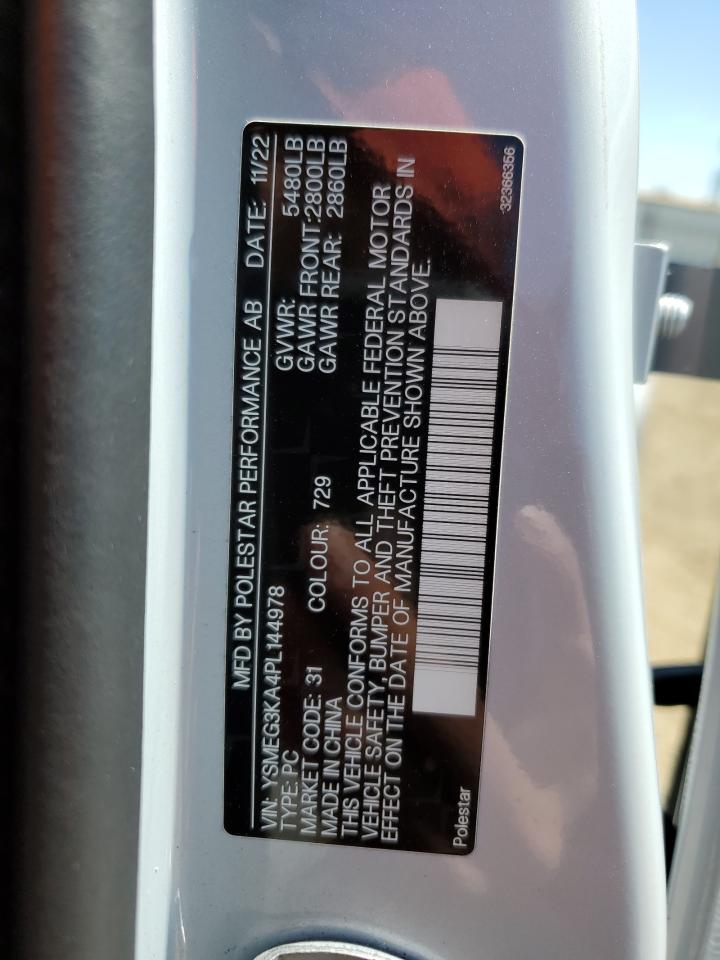 MFD BY POLESTAR PERFORMANCE AB DATE: 11/22
VIN: YSMEG3KA4PL144978 GVWR: 5480LB
TYPE: PC GAWR FRONT: 2800LB
MARKET CODE: 31 COLOUR: 729 GAWR REAR: 2860LB
MADE IN CHINA
THIS VEHICLE CONFORMS TO ALL APPLICABLE FEDERAL MOTOR
VEHICLE SAFETY, BUMPER AND THEFT PREVENTION STANDARDS IN
EFFECT ON THE DATE OF MANUFACTURE SHOWN ABOVE.
Polestar
32366356